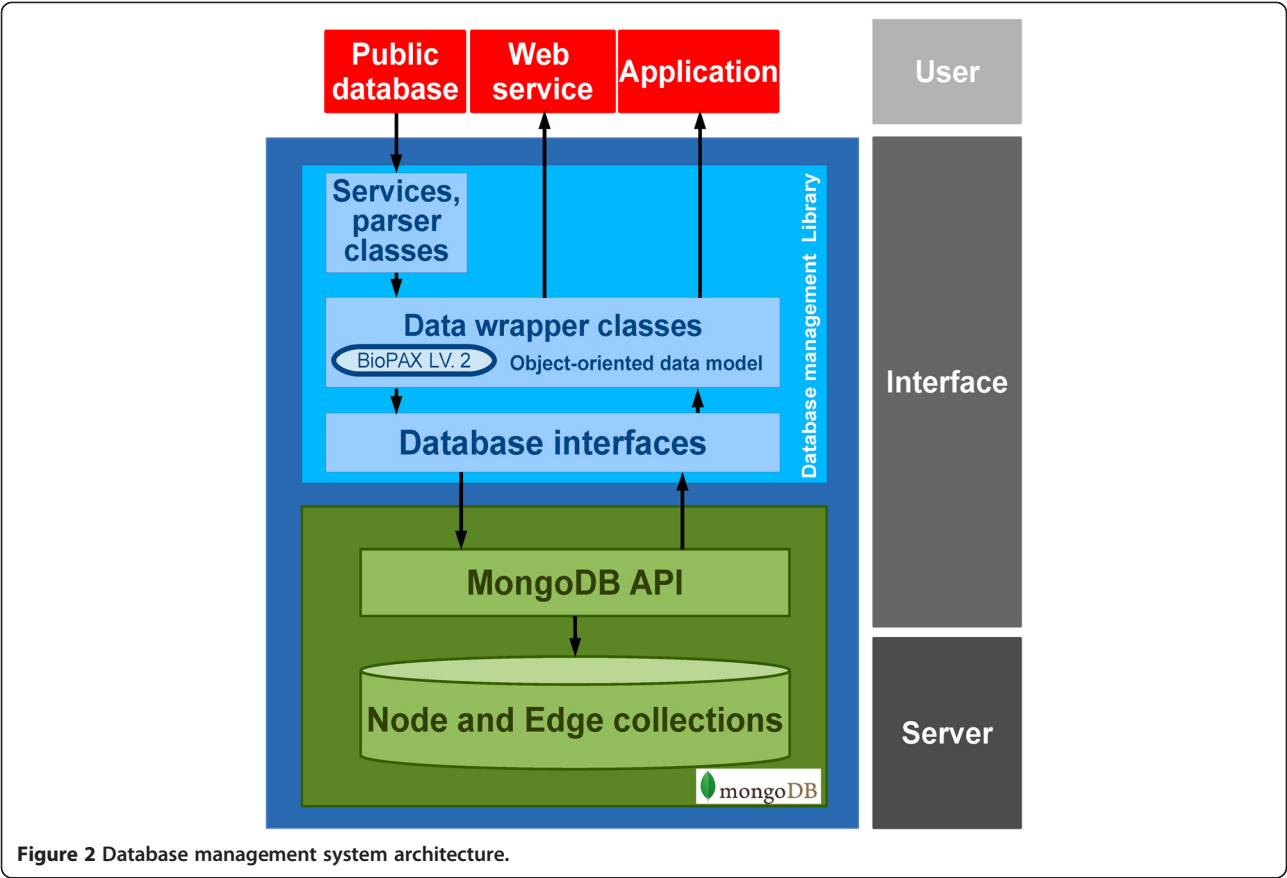 Public
database
Web
service
Application
User
Services,
parser
classes
Database management Library
Data wrapper classes
BioPAX LV. 2
Object-oriented data model
Interface
Database interfaces
MongoDB API
Node and Edge collections
Server
mongoDB
Figure 2 Database management system architecture.